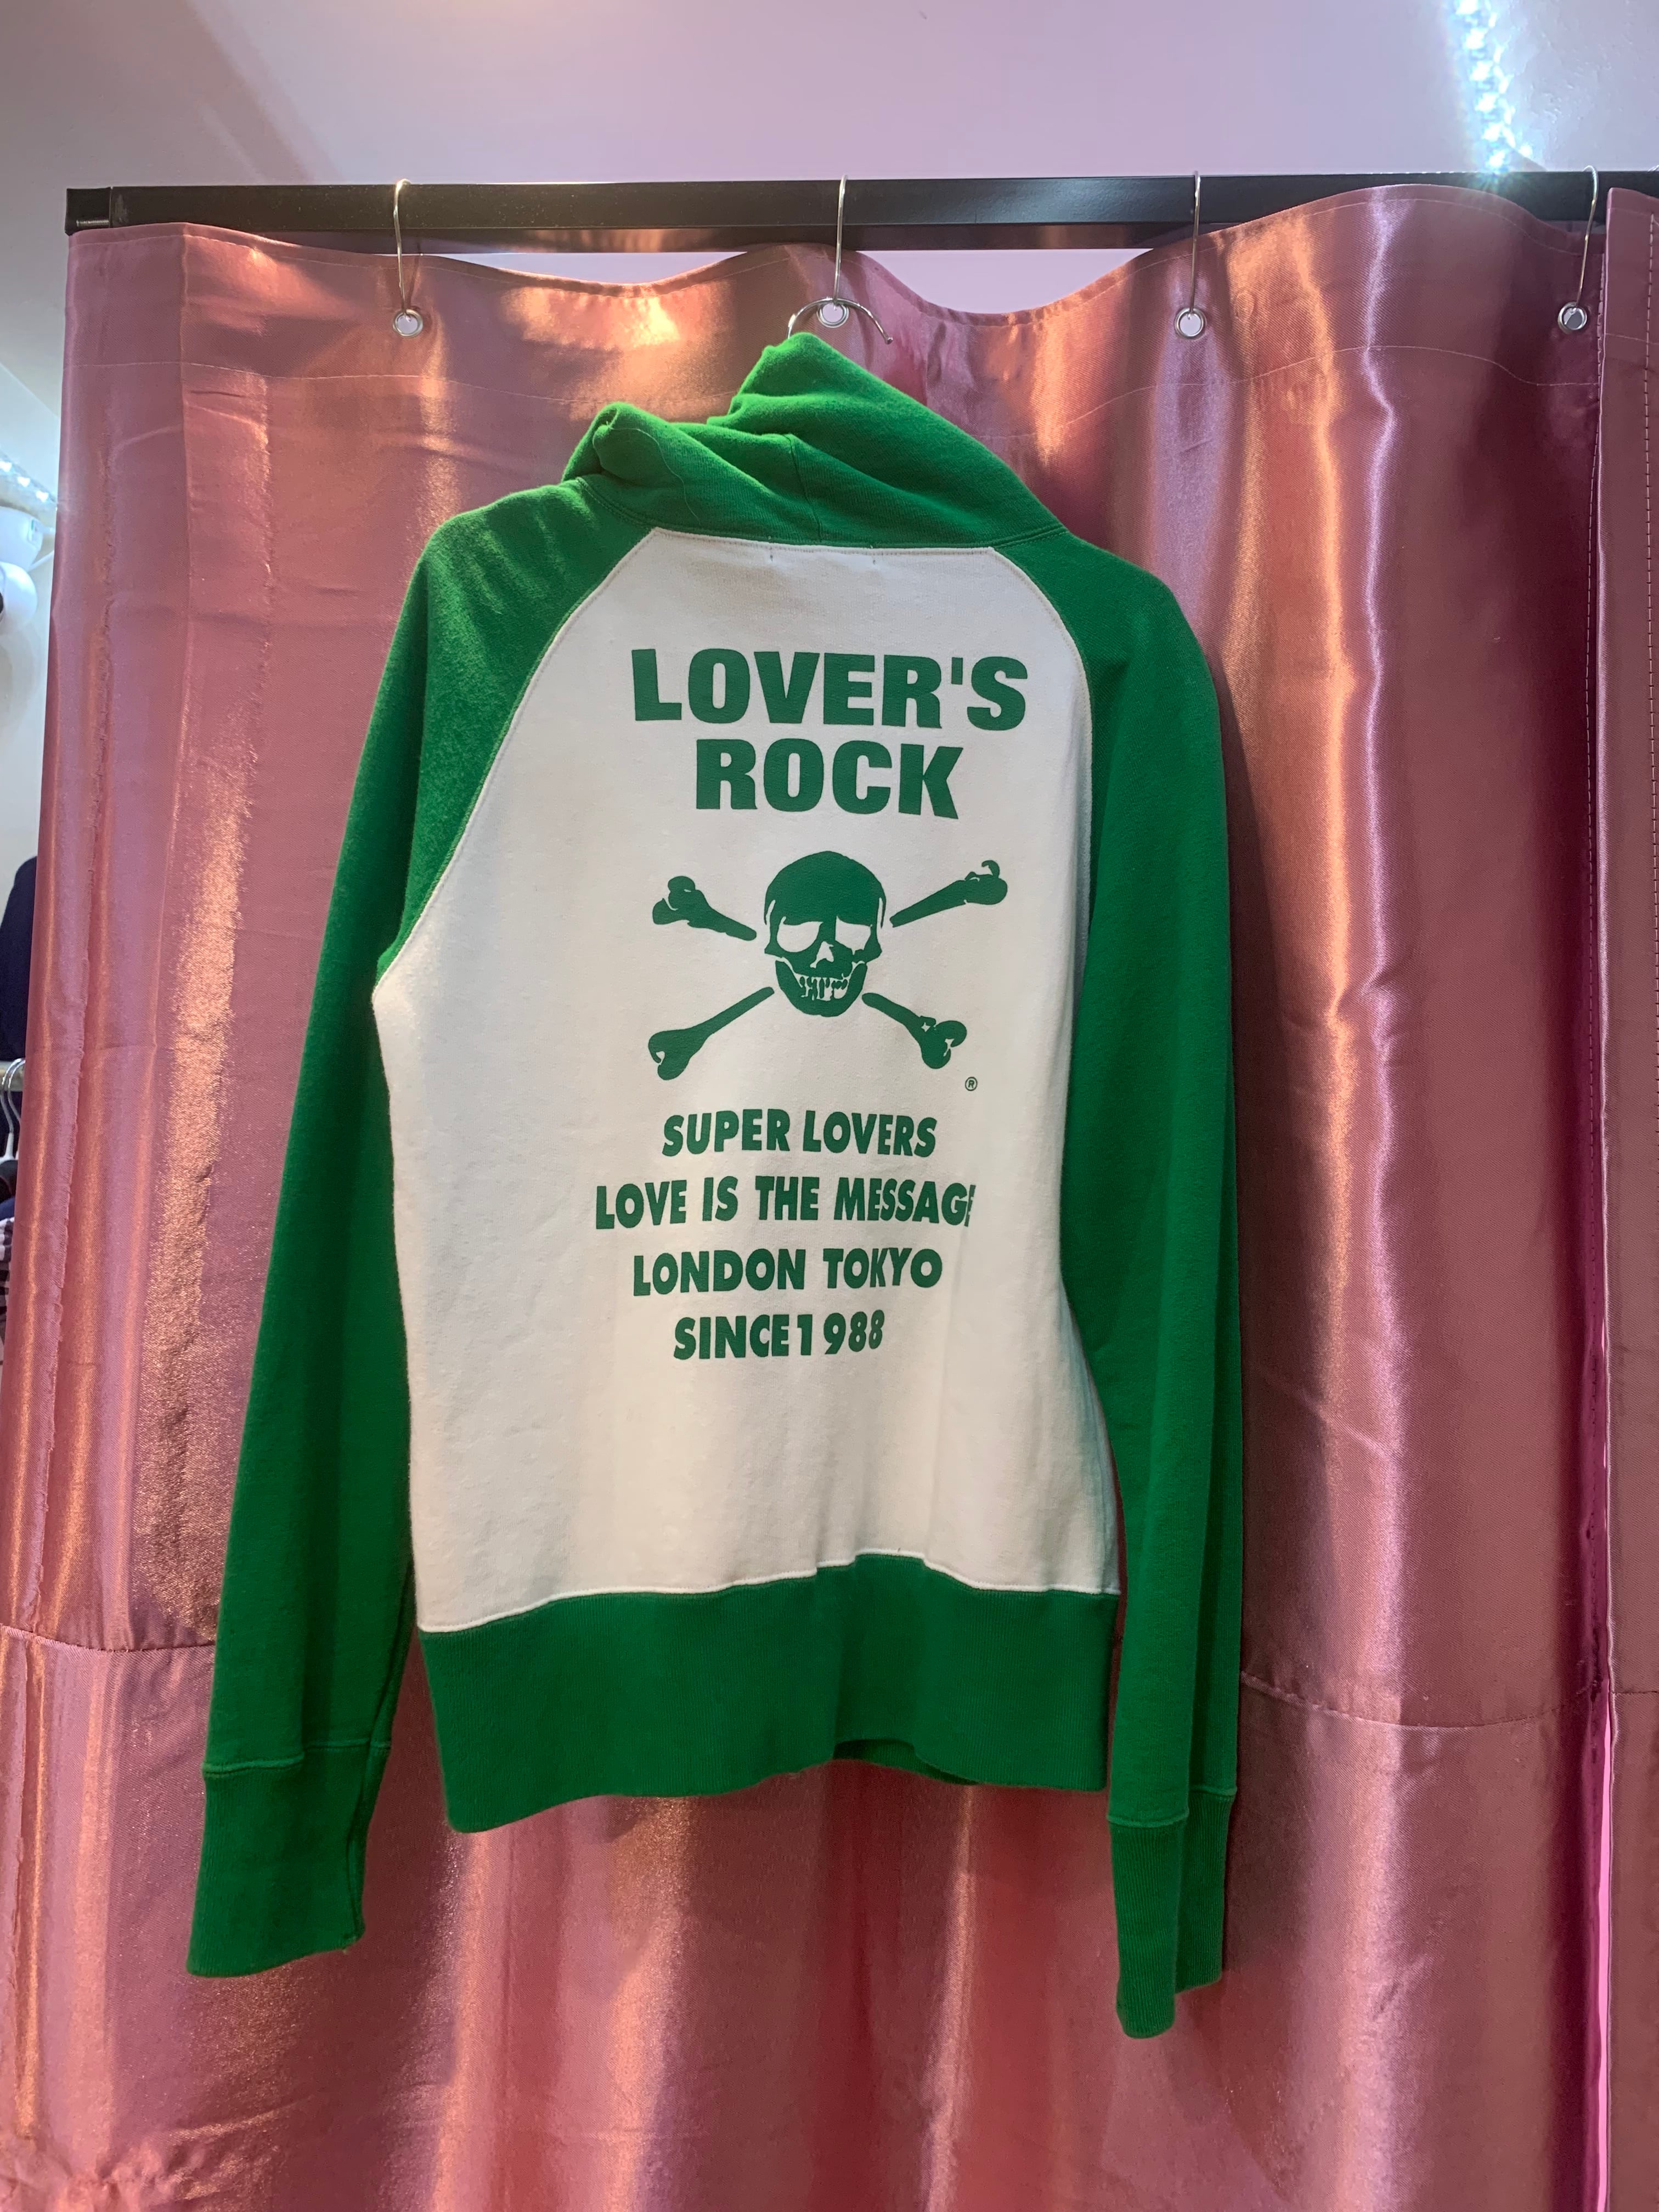 LOVER'S
ROCK
®
SUPER LOVERS
LOVE IS THE MESSAGE
LONDON TOKYO
SINCE1988